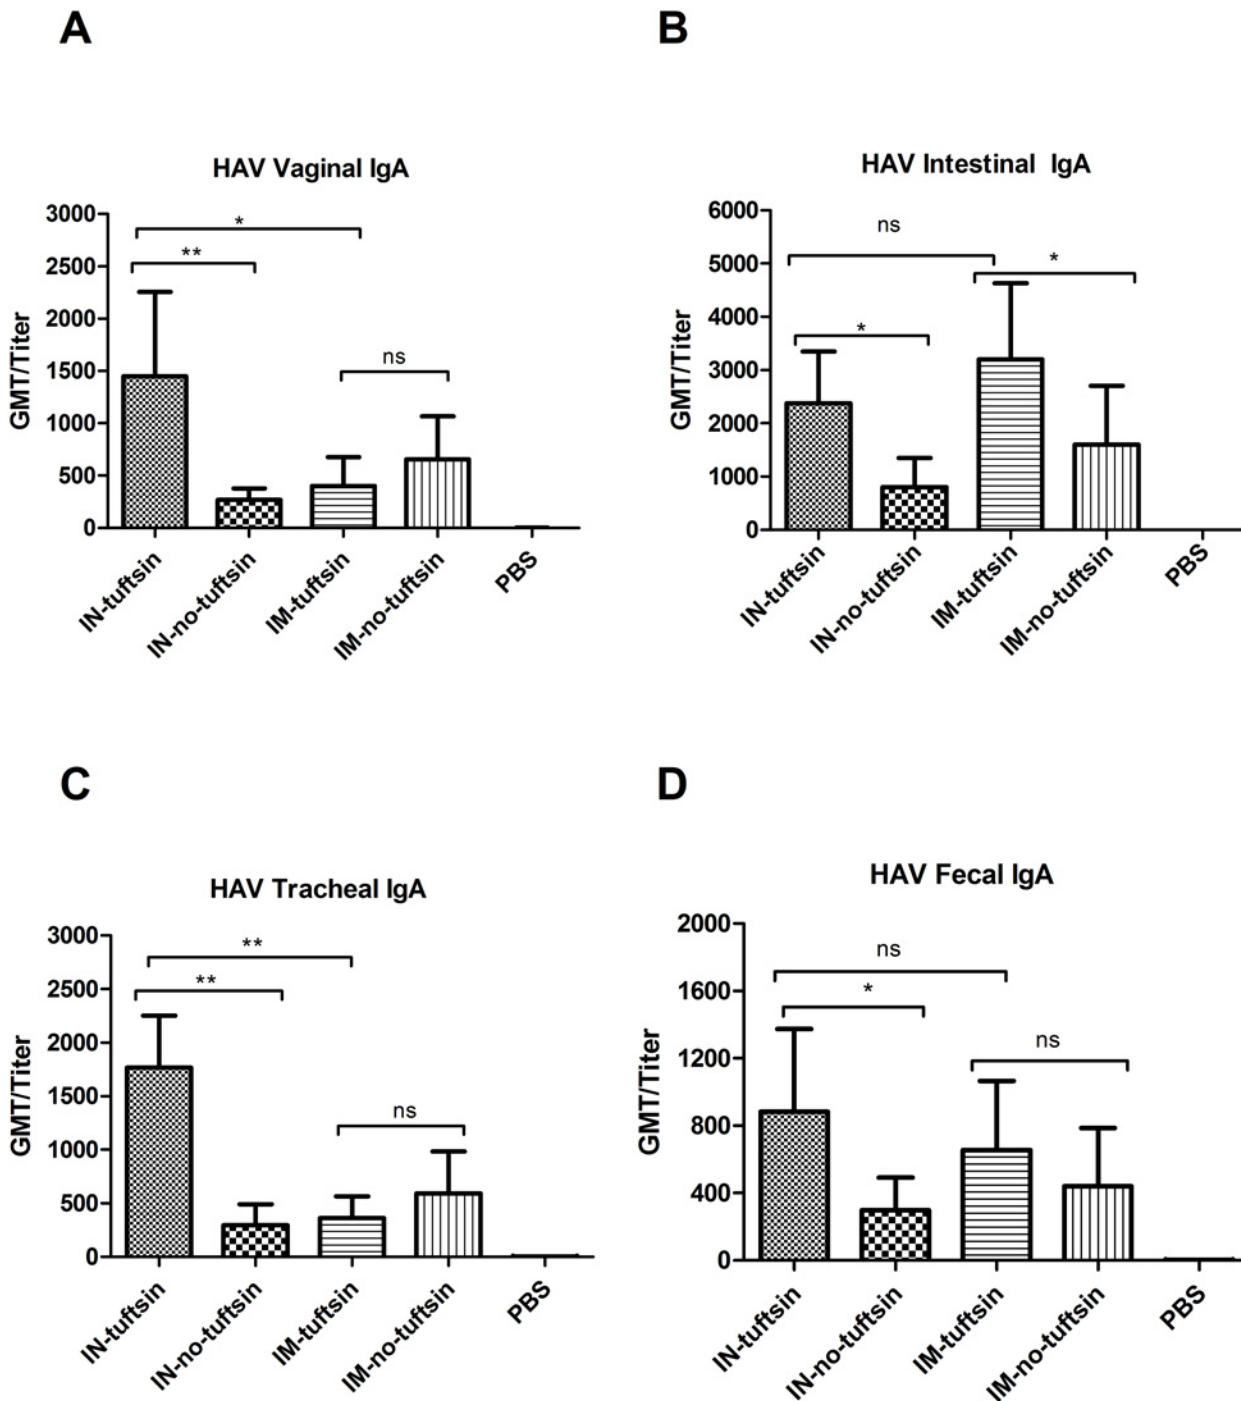 A
HAV Vaginal IgA
GMT/Titer
3000
2500
2000
1500
1000
500
0
*
**
ns
IN-tuftsin
IN-no-tuftsin
IM-tuftsin
IM-no-tuftsin
PBS
B
HAV Intestinal IgA
GMT/Titer
6000
5000
4000
3000
2000
1000
0
ns
*
*
IN-tuftsin
IN-no-tuftsin
IM-tuftsin
IM-no-tuftsin
PBS
C
HAV Tracheal IgA
GMT/Titer
3000
2500
2000
1500
1000
500
0
**
**
ns
IN-tuftsin
IN-no-tuftsin
IM-tuftsin
IM-no-tuftsin
PBS
D
HAV Fecal IgA
GMT/Titer
2000
1600
1200
800
400
0
ns
*
ns
IN-tuftsin
IN-no-tuftsin
IM-tuftsin
IM-no-tuftsin
PBS